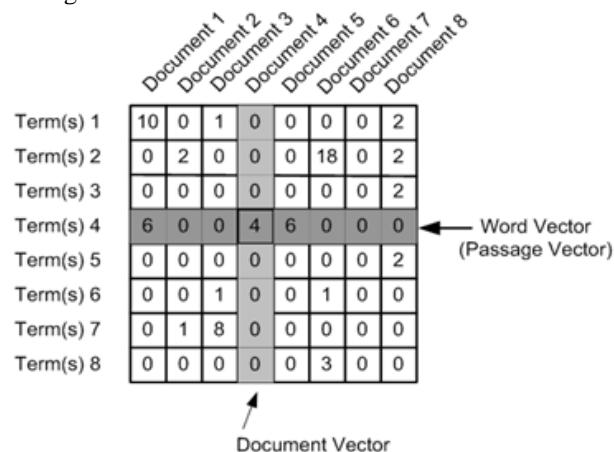 Document 1 Document 2 Document 3 Document 4 Document 5 Document 6 Document 7 Document 8
Term(s) 1 10 0 1 0 0 0 0 2
Term(s) 2 0 2 0 0 0 18 0 2
Term(s) 3 0 0 0 0 0 0 0 2
Term(s) 4 6 0 0 4 6 0 0 0
Word Vector
(Passage Vector)
Term(s) 5 0 0 0 0 0 0 0 2
Term(s) 6 0 0 1 0 0 1 0 0
Term(s) 7 0 1 8 0 0 0 0 0
Term(s) 8 0 0 0 0 0 3 0 0
Document Vector